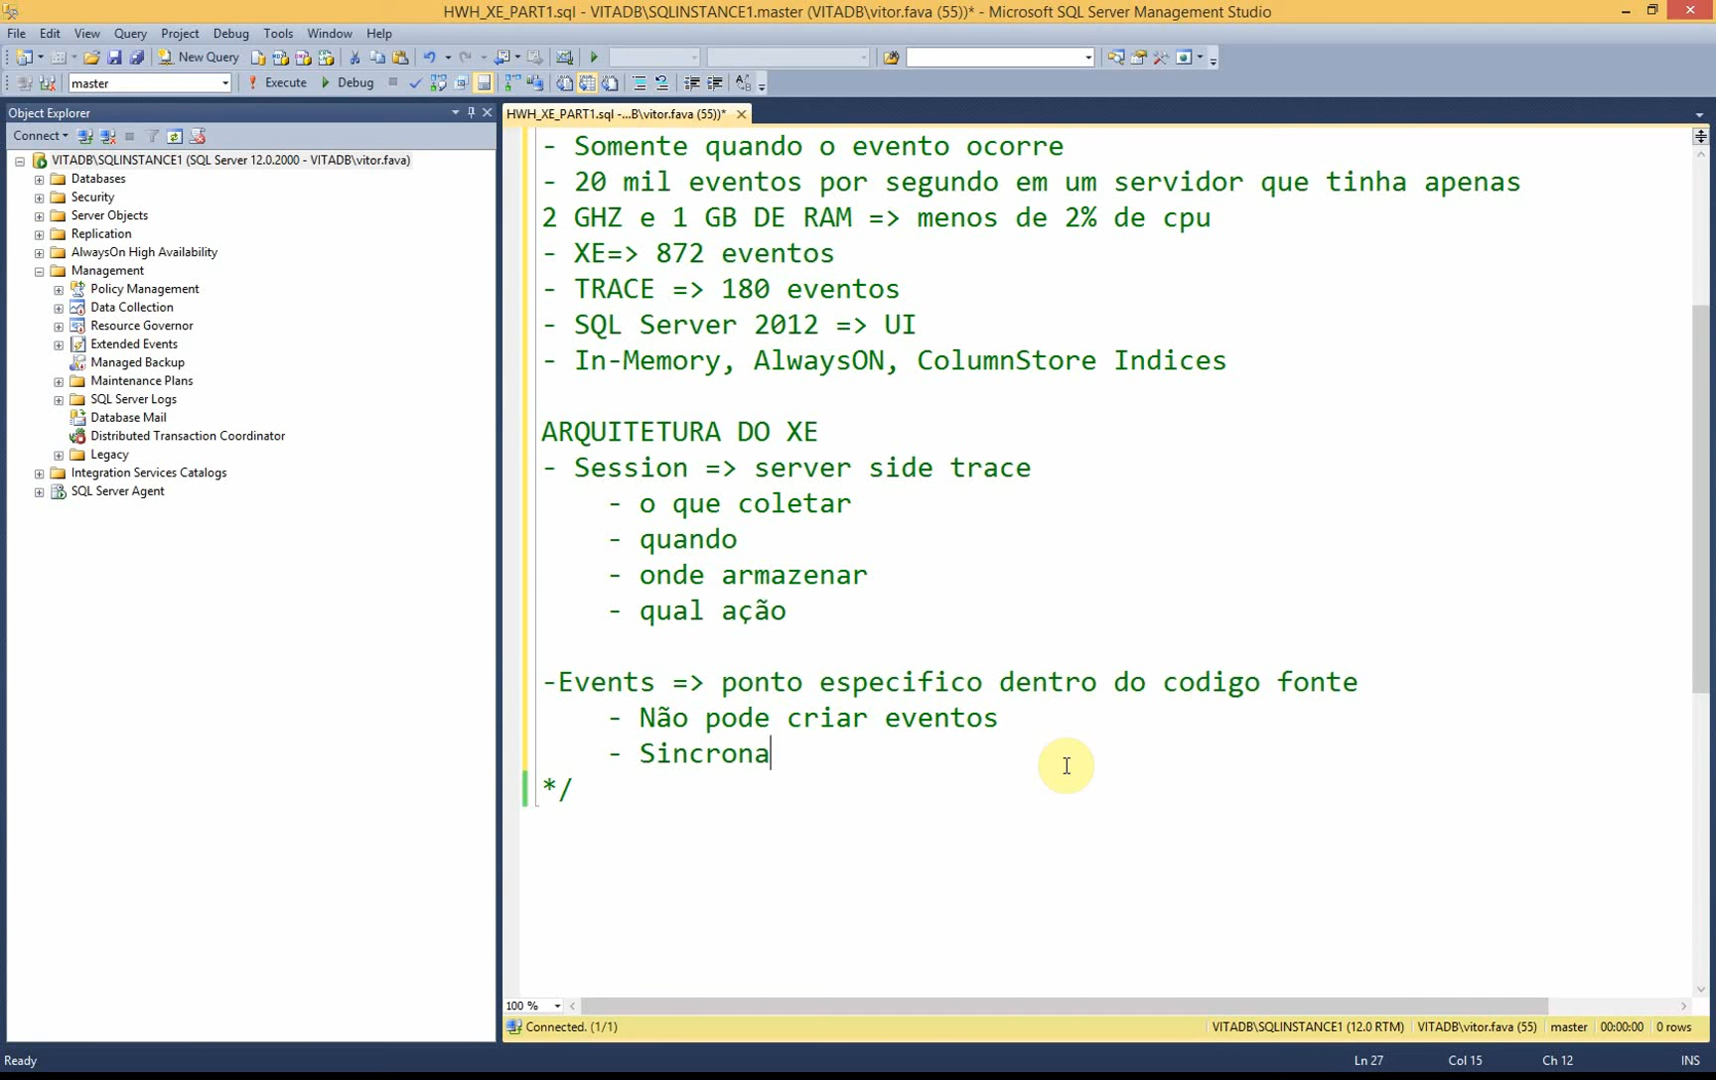 HWH_XE_PART1.sql - VITADB\SQLINSTANCE1.master (VITADB\vitor.fava (55))* - Microsoft SQL Server Management Studio
File Edit View Query Project Debug Tools Window Help
New Query
master Execute Debug
Object Explorer
HWH_XE_PART1.sql -...B\vitor.fava (55))*
Connect
VITADB\SQLINSTANCE1 (SQL Server 12.0.2000 - VITADB\vitor.fava)
Databases
Security
Server Objects
Replication
AlwaysOn High Availability
Management
Policy Management
Data Collection
Resource Governor
Extended Events
Managed Backup
Maintenance Plans
SQL Server Logs
Database Mail
Distributed Transaction Coordinator
Legacy
Integration Services Catalogs
SQL Server Agent
- Somente quando o evento ocorre
- 20 mil eventos por segundo em um servidor que tinha apenas
2 GHZ e 1 GB DE RAM => menos de 2% de cpu
- XE=> 872 eventos
- TRACE => 180 eventos
- SQL Server 2012 => UI
- In-Memory, AlwaysON, ColumnStore Indices
ARQUITETURA DO XE
- Session => server side trace
- o que coletar
- quando
- onde armazenar
- qual ação
-Events => ponto especifico dentro do codigo fonte
- Não pode criar eventos
- Sincrona
*/
100 %
Connected. (1/1) VITADB\SQLINSTANCE1 (12.0 RTM) VITADB\vitor.fava (55) master 00:00:00 0 rows
Ready Ln 27 Col 15 Ch 12 INS